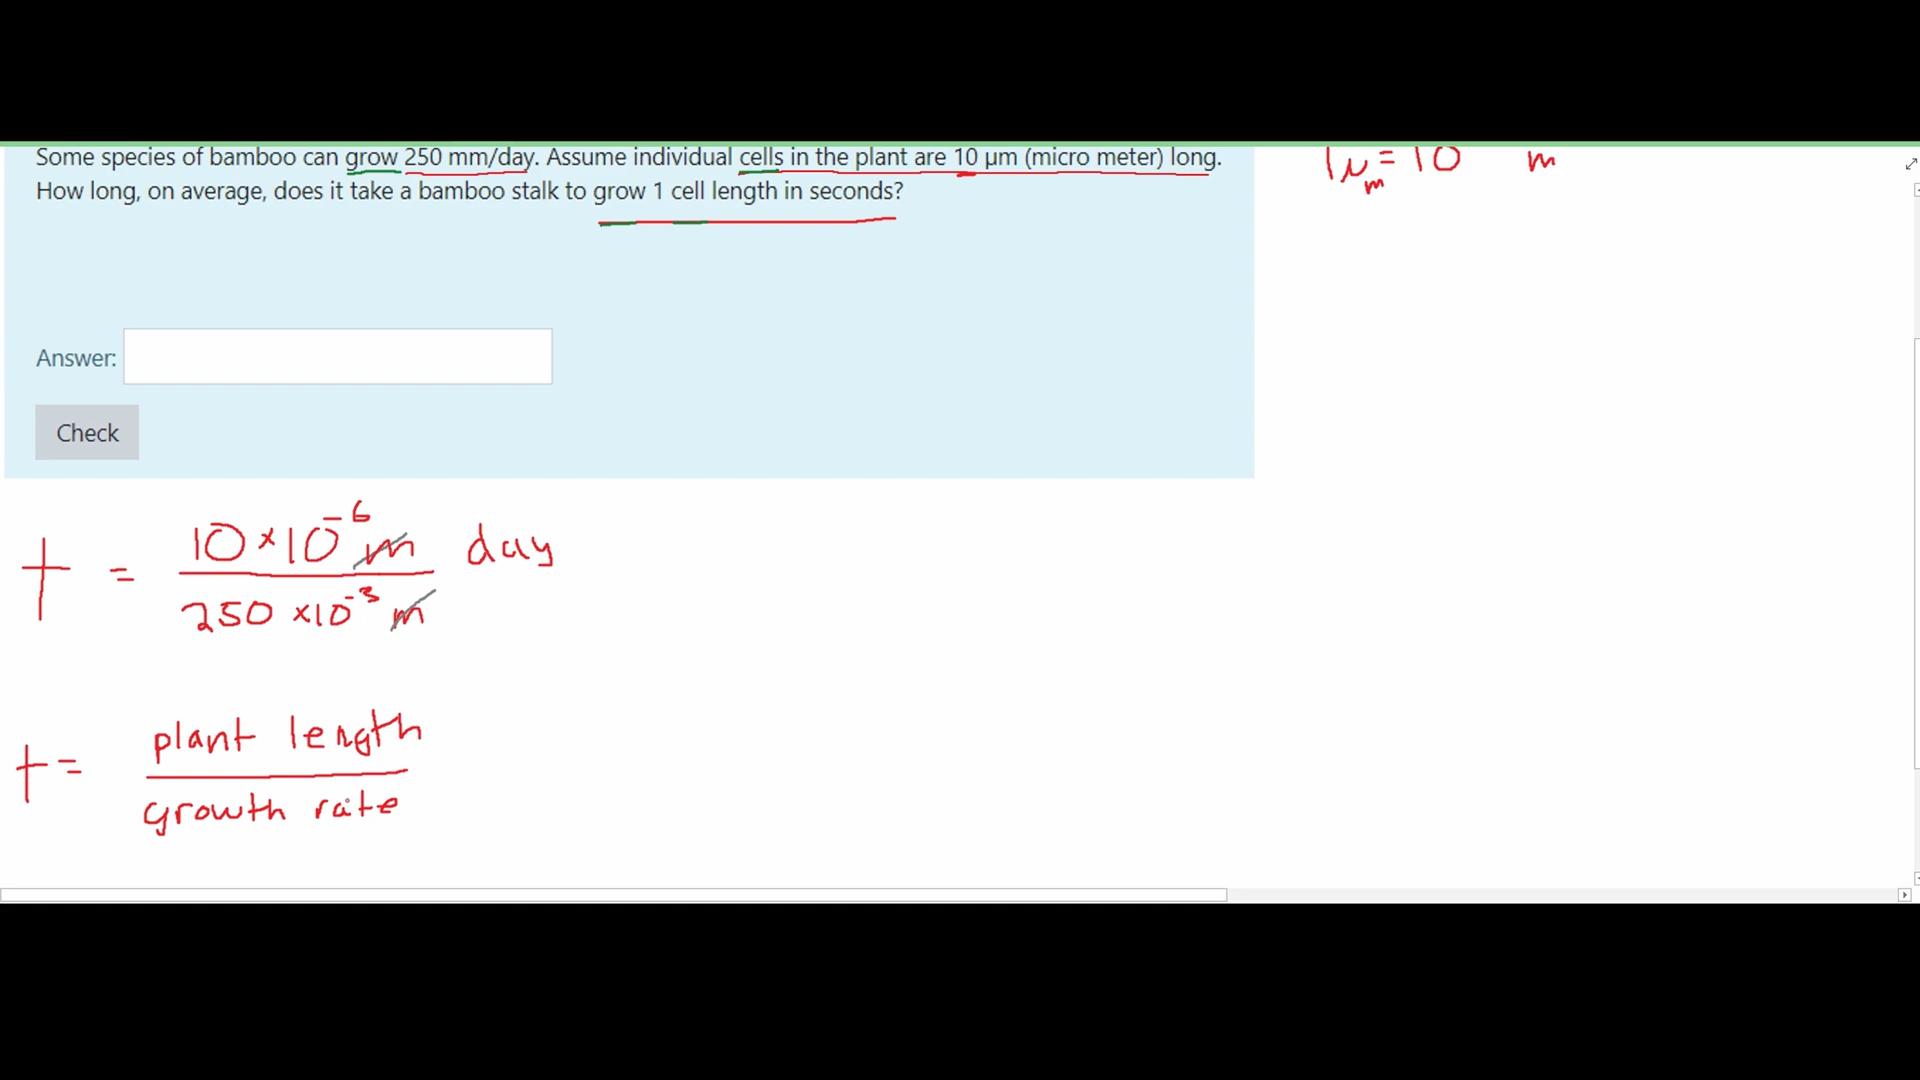 Some species of bamboo can grow 250 mm/day. Assume individual cells in the plant are 10 µm (micro meter) long.
How long, on average, does it take a bamboo stalk to grow 1 cell length in seconds?
1μm = 10 m
Answer:
Check
t = 10 × 10^-6 m day
250 × 10^-3 m
t = plant length
growth rate